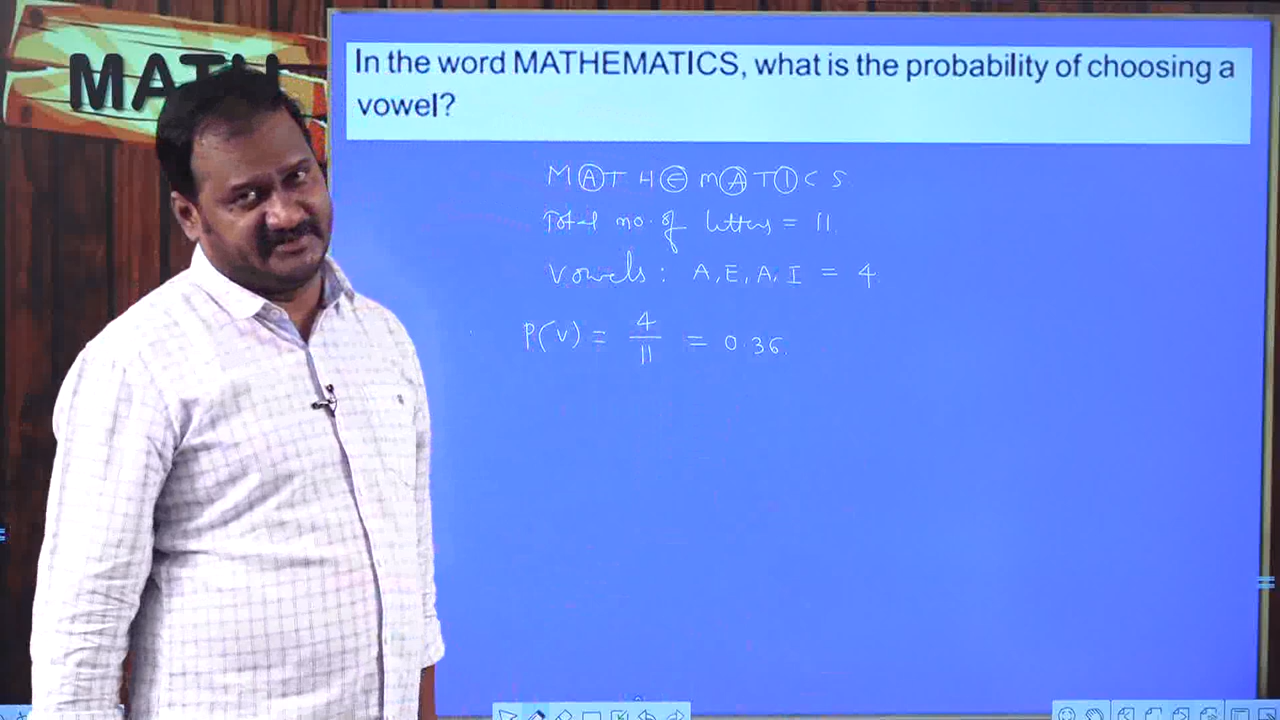 MATH
In the word MATHEMATICS, what is the probability of choosing a
vowel?
M A T H E M A T I C S
Total no. of letters = 11.
Vowels : A, E, A, I = 4.
P(V) = 4/11 = 0.36.